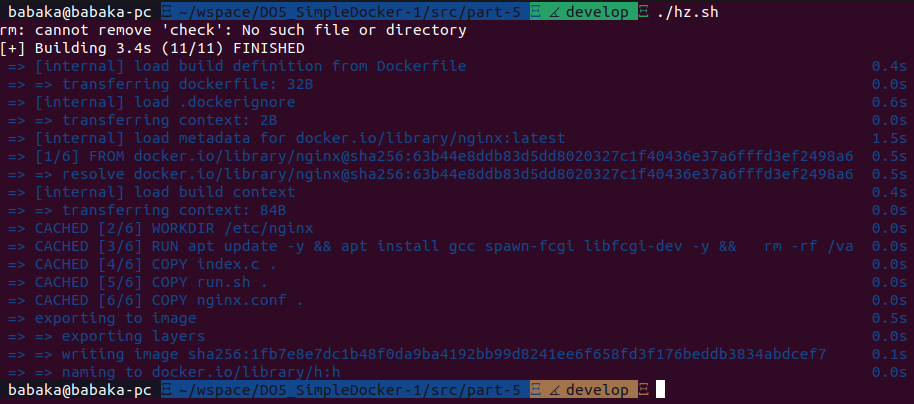 babaka@babaka-pc ~/wspace/DO5_SimpleDocker-1/src/part-5 ∡ develop ./hz.sh
rm: cannot remove 'check': No such file or directory
[+] Building 3.4s (11/11) FINISHED
=> [internal] load build definition from Dockerfile 0.4s
=> => transferring dockerfile: 32B 0.0s
=> [internal] load .dockerignore 0.6s
=> => transferring context: 2B 0.0s
=> [internal] load metadata for docker.io/library/nginx:latest 1.5s
=> [1/6] FROM docker.io/library/nginx@sha256:63b44e8ddb83d5dd8020327c1f40436e37a6fffd3ef2498a6 0.5s
=> => resolve docker.io/library/nginx@sha256:63b44e8ddb83d5dd8020327c1f40436e37a6fffd3ef2498a6 0.5s
=> [internal] load build context 0.4s
=> => transferring context: 84B 0.0s
=> CACHED [2/6] WORKDIR /etc/nginx 0.0s
=> CACHED [3/6] RUN apt update -y && apt install gcc spawn-fcgi libfcgi-dev -y && rm -rf /va 0.0s
=> CACHED [4/6] COPY index.c . 0.0s
=> CACHED [5/6] COPY run.sh . 0.0s
=> CACHED [6/6] COPY nginx.conf . 0.0s
=> exporting to image 0.5s
=> => exporting layers 0.0s
=> => writing image sha256:1fb7e8e7dc1b48f0da9ba4192bb99d8241ee6f658fd3f176beddb3834abdcef7 0.1s
=> => naming to docker.io/library/h:h 0.0s
babaka@babaka-pc ~/wspace/DO5_SimpleDocker-1/src/part-5 ∡ develop